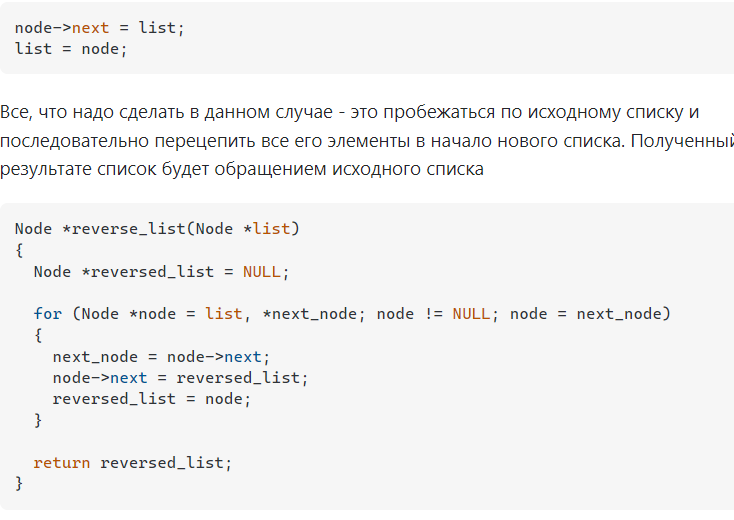 node->next = list;
list = node;
Все, что надо сделать в данном случае - это пробежаться по исходному списку и
последовательно перецепить все его элементы в начало нового списка. Полученный
результате список будет обращением исходного списка
Node *reverse_list(Node *list)
{
  Node *reversed_list = NULL;
  for (Node *node = list, *next_node; node != NULL; node = next_node)
  {
    next_node = node->next;
    node->next = reversed_list;
    reversed_list = node;
  }
  return reversed_list;
}